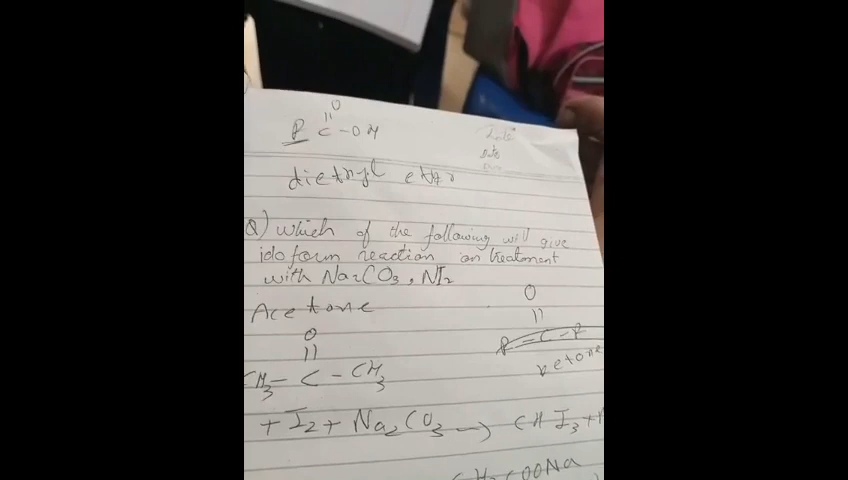 O
||
R C-OH
diethyl ethr
Q) which of the following will give
idoform reaction on treatment
with Na2CO3, NI2
Acetone
O
||
CH3 - C - CH3
O
||
R - C - R
ketone
+ I2 + Na2CO3 → CHI3 +
CH3COONa